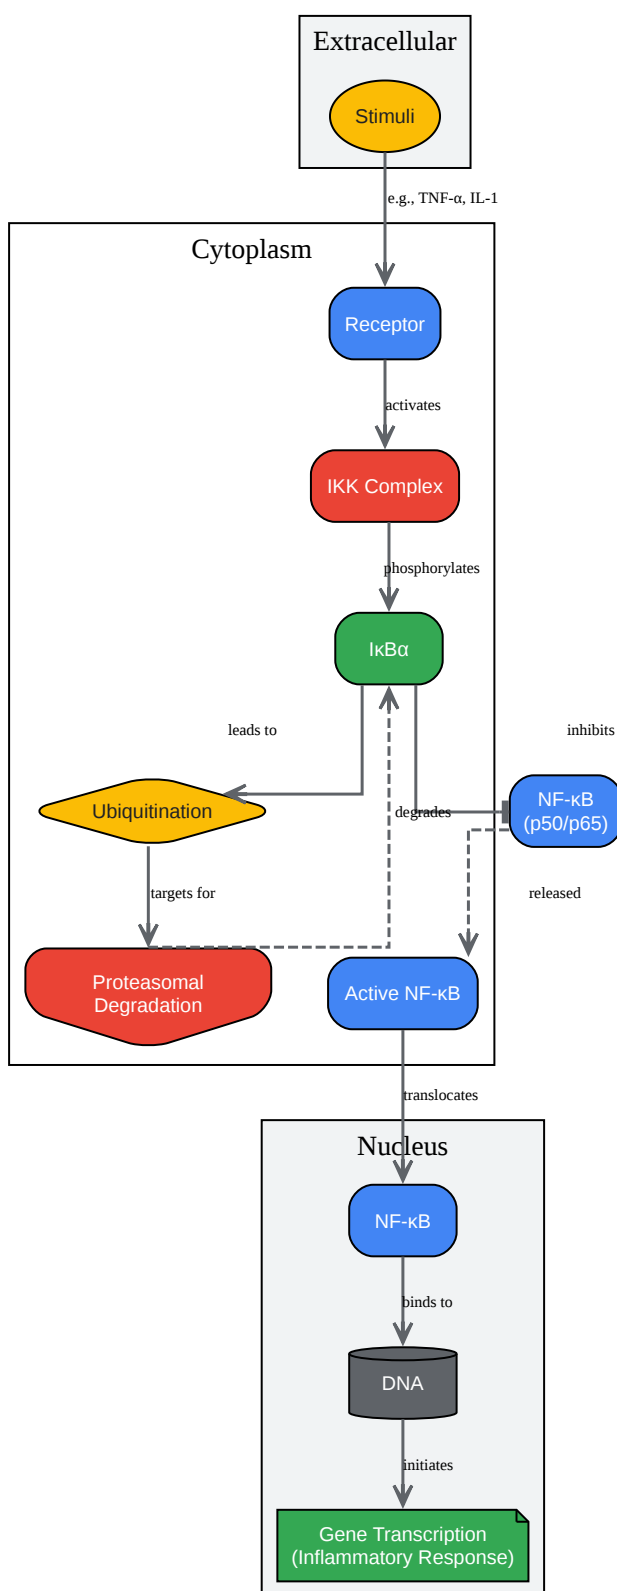 Extracellular
Stimuli
e.g., TNF-α, IL-1
Cytoplasm
Receptor
activates
IKK Complex
phosphorylates
IκBα
leads to
inhibits
Ubiquitination
degrades
NF-κB
(p50/p65)
targets for
released
Proteasomal
Degradation
Active NF-κB
translocates
Nucleus
NF-κB
binds to
DNA
initiates
Gene Transcription
(Inflammatory Response)